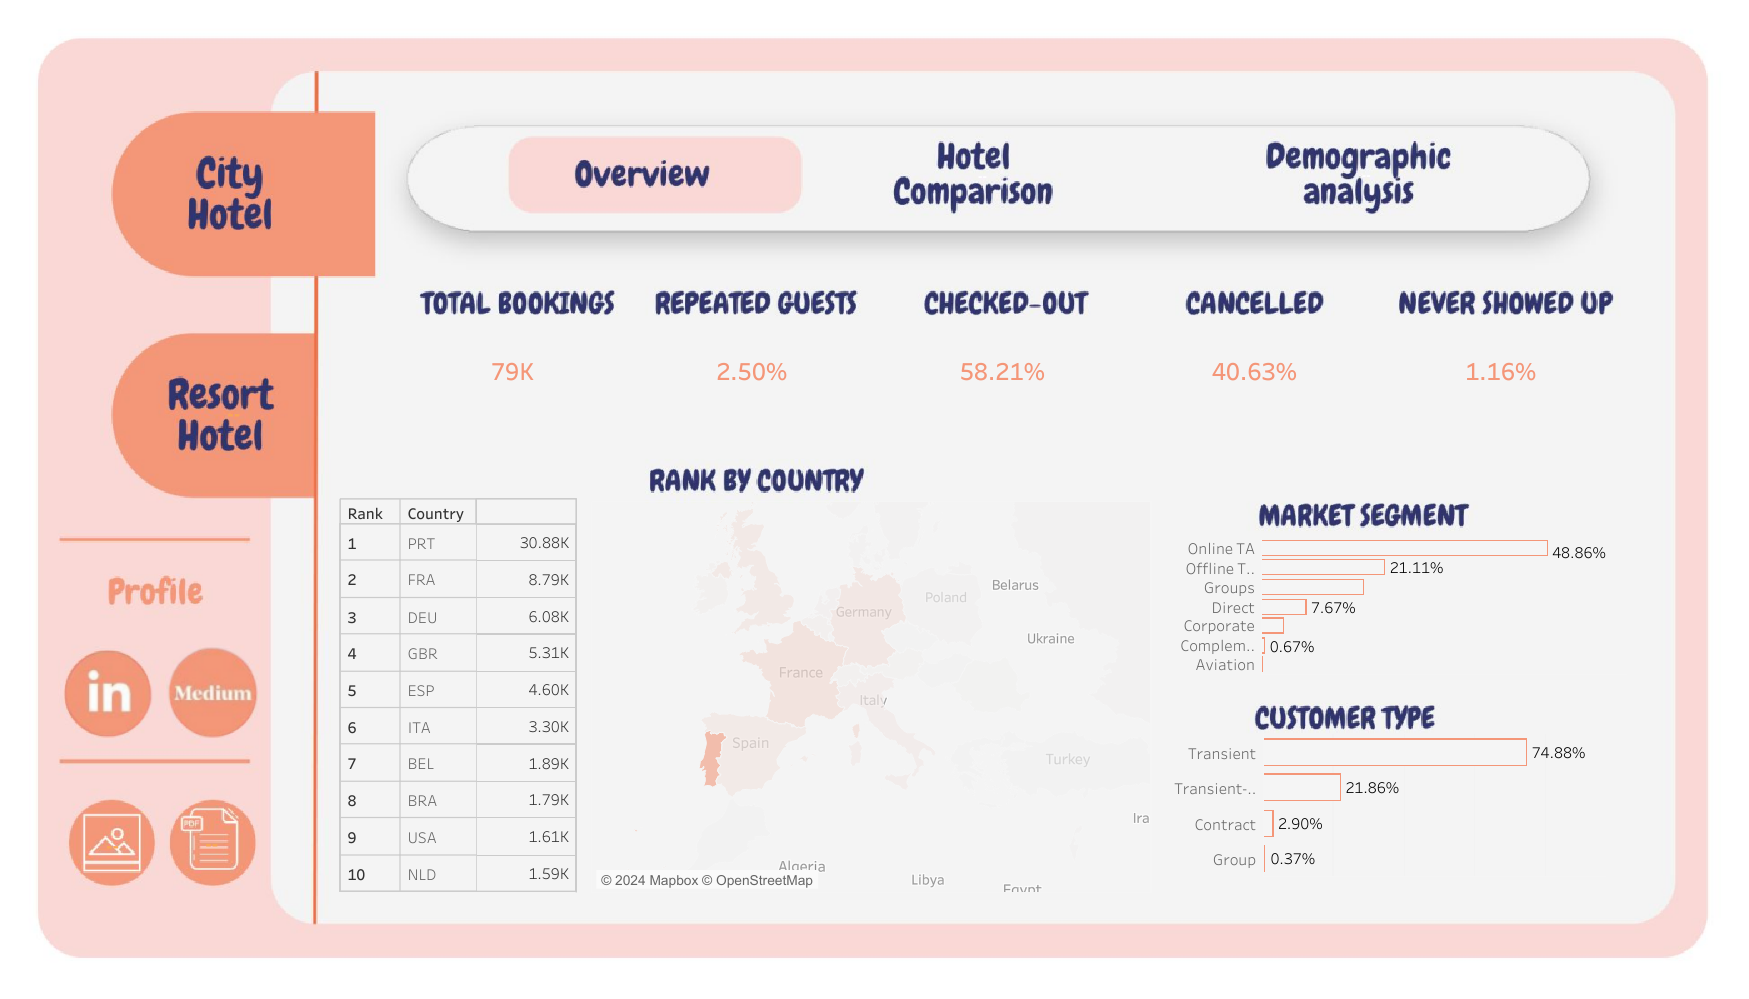 City
Hotel
Resort
Hotel
Profile
in
Medium
PDF
Overview
Hotel
Comparison
Demographic
analysis
TOTAL BOOKINGS
REPEATED GUESTS
CHECKED-OUT
CANCELLED
NEVER SHOWED UP
79K
2.50%
58.21%
40.63%
1.16%
RANK BY COUNTRY
Rank Country
1 PRT 30.88K
2 FRA 8.79K
3 DEU 6.08K
4 GBR 5.31K
5 ESP 4.60K
6 ITA 3.30K
7 BEL 1.89K
8 BRA 1.79K
9 USA 1.61K
10 NLD 1.59K
Belarus
Poland
Germany
Ukraine
France
Italy
Spain
Turkey
Ira
Algeria
Libya
Egypt
© 2024 Mapbox © OpenStreetMap
MARKET SEGMENT
Online TA 48.86%
Offline T.. 21.11%
Groups
Direct 7.67%
Corporate
Complem.. 0.67%
Aviation
CUSTOMER TYPE
Transient 74.88%
Transient-.. 21.86%
Contract 2.90%
Group 0.37%